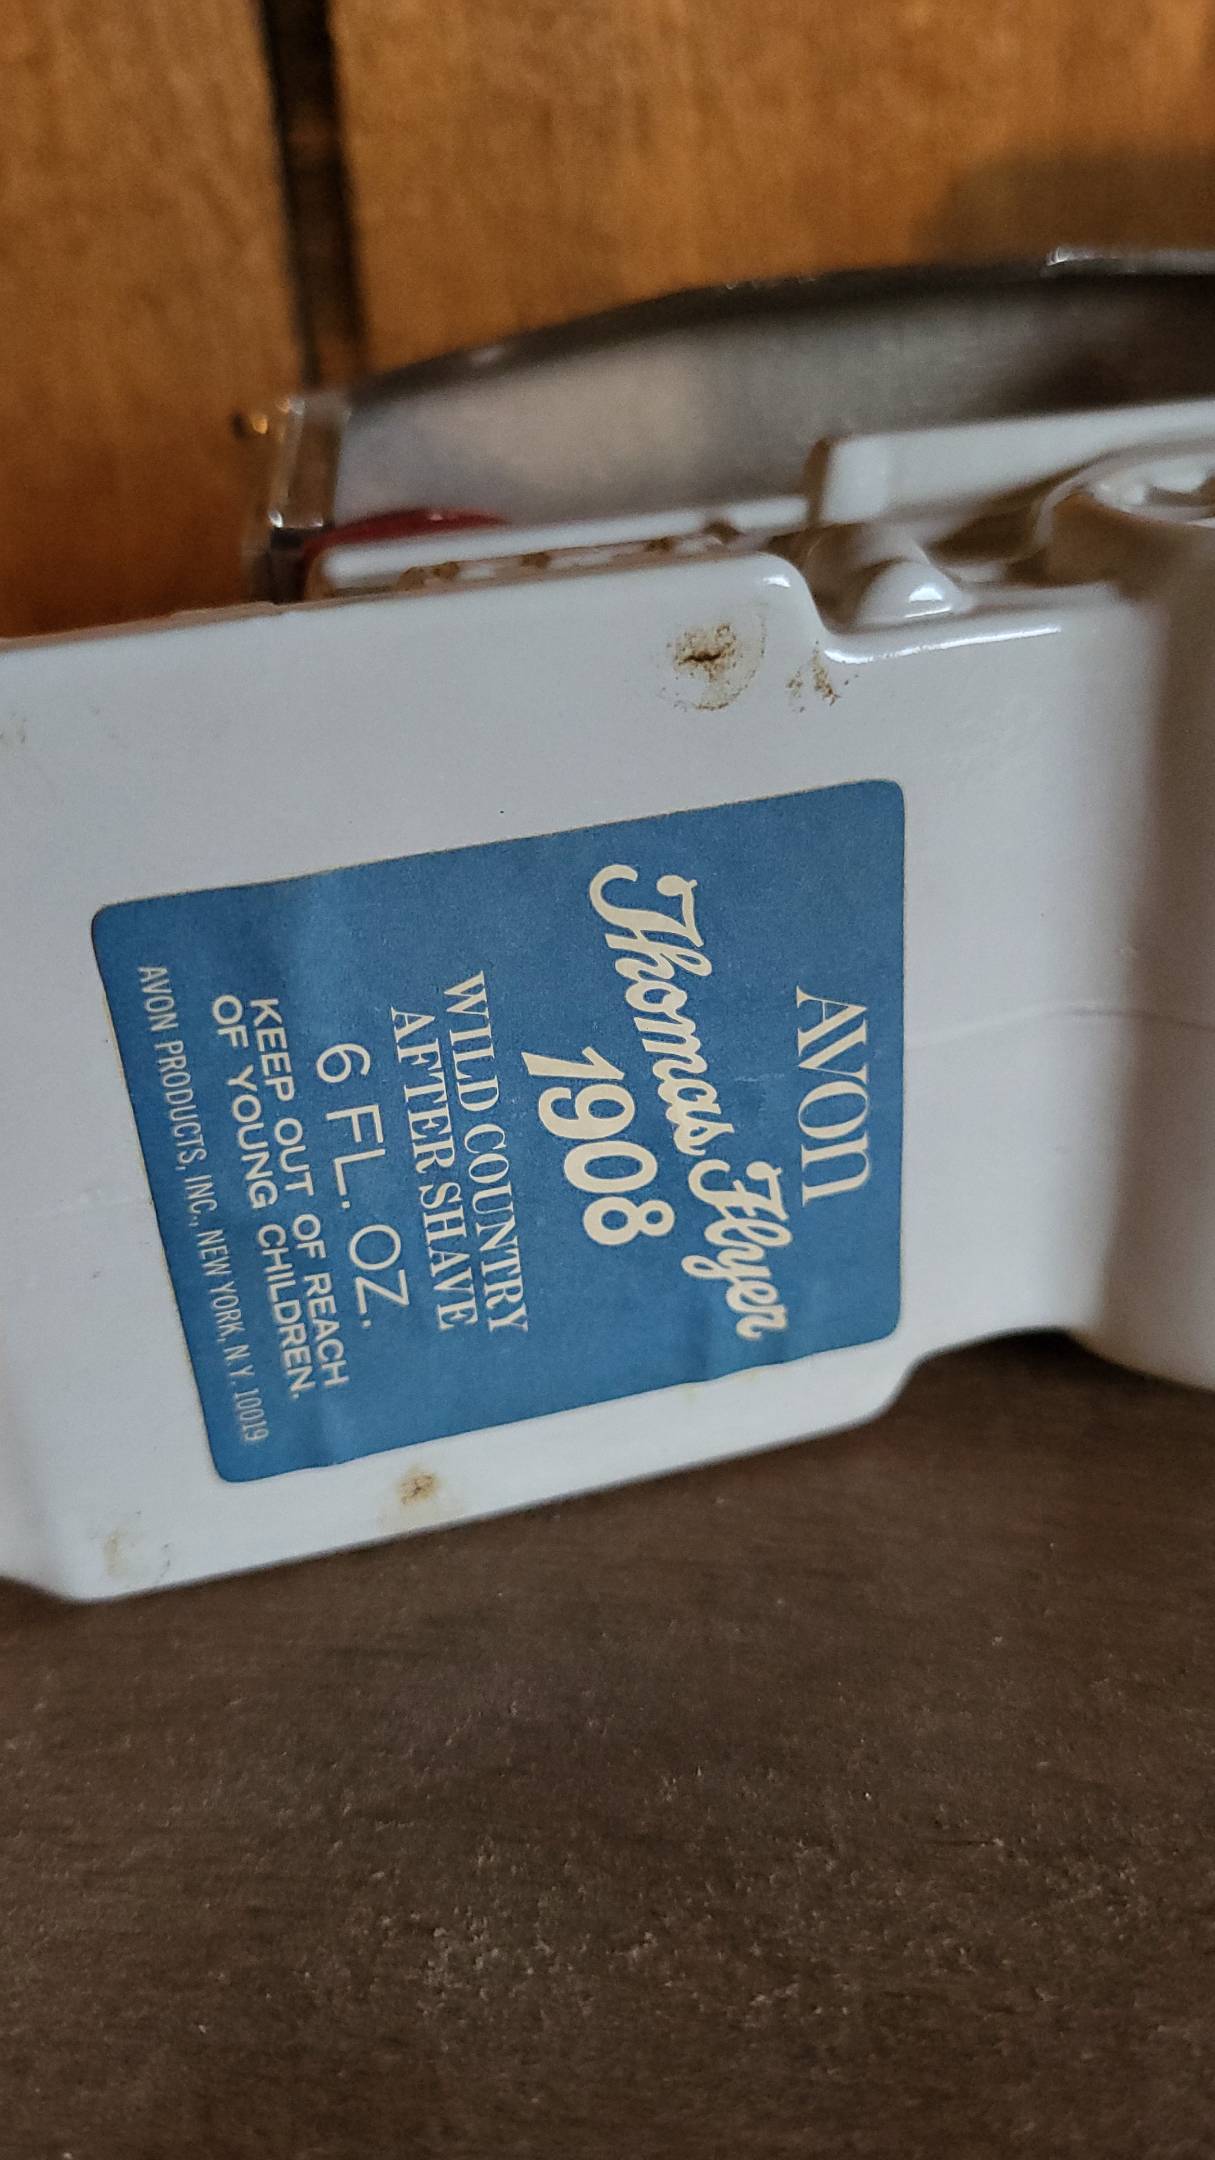 AVON
Thomas Flyer
1908
WILD COUNTRY
AFTER SHAVE
6 FL. OZ.
KEEP OUT OF REACH
OF YOUNG CHILDREN.
AVON PRODUCTS, INC., NEW YORK, N.Y. 10019